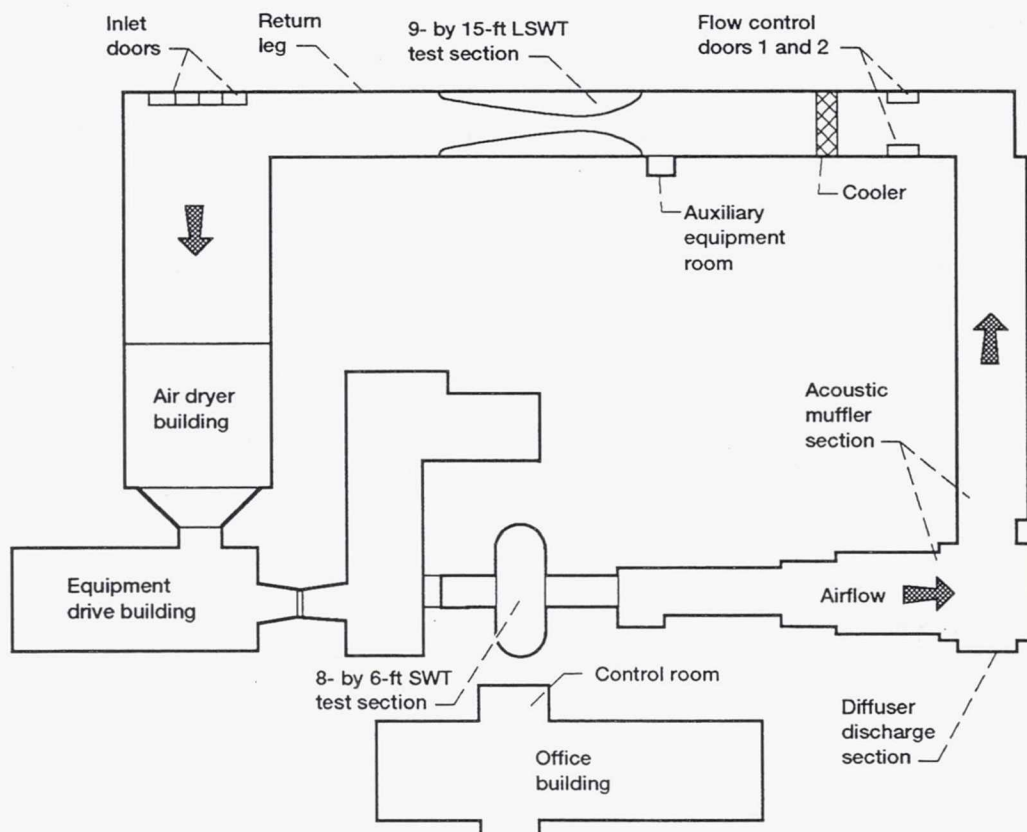 Inlet
doors
Return
leg
9- by 15-ft LSWT
test section
Flow control
doors 1 and 2
Cooler
Auxiliary
equipment
room
Air dryer
building
Acoustic
muffler
section
Equipment
drive building
Airflow
8- by 6-ft SWT
test section
Control room
Diffuser
discharge
section
Office
building